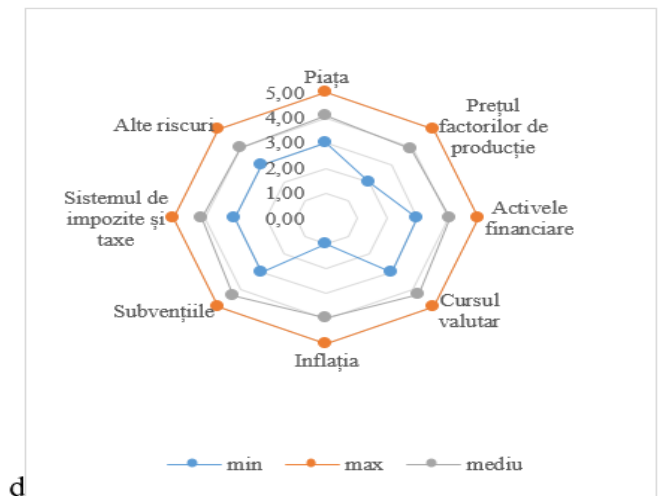 Piața
5,00
4,00
3,00
2,00
1,00
0,00
Prețul
factorilor de
producție
Activele
financiare
Cursul
valutar
Inflația
Subvențiile
Sistemul de
impozite și
taxe
Alte riscuri
min
max
mediu
d